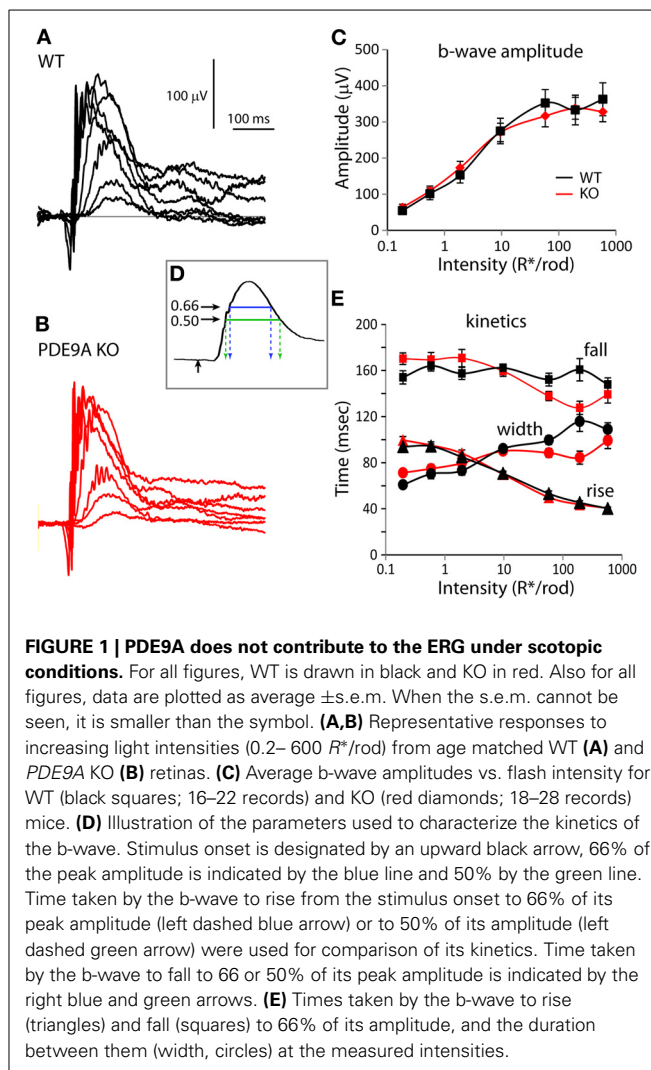 A
WT
100 µV
100 ms
C
b-wave amplitude
Amplitude (µV)
500
400
300
200
100
0
WT
KO
0.1
1
10
100
1000
Intensity (R*/rod)
D
0.66
0.50
B
PDE9A KO
E
kinetics
Time (msec)
200
160
120
80
40
0
fall
width
rise
0.1
1
10
100
1000
Intensity (R*/rod)
FIGURE 1 | PDE9A does not contribute to the ERG under scotopic
conditions. For all figures, WT is drawn in black and KO in red. Also for all
figures, data are plotted as average ±s.e.m. When the s.e.m. cannot be
seen, it is smaller than the symbol. (A,B) Representative responses to
increasing light intensities (0.2– 600 R*/rod) from age matched WT (A) and
PDE9A KO (B) retinas. (C) Average b-wave amplitudes vs. flash intensity for
WT (black squares; 16–22 records) and KO (red diamonds; 18–28 records)
mice. (D) Illustration of the parameters used to characterize the kinetics of
the b-wave. Stimulus onset is designated by an upward black arrow, 66% of
the peak amplitude is indicated by the blue line and 50% by the green line.
Time taken by the b-wave to rise from the stimulus onset to 66% of its
peak amplitude (left dashed blue arrow) or to 50% of its amplitude (left
dashed green arrow) were used for comparison of its kinetics. Time taken
by the b-wave to fall to 66 or 50% of its peak amplitude is indicated by the
right blue and green arrows. (E) Times taken by the b-wave to rise
(triangles) and fall (squares) to 66% of its amplitude, and the duration
between them (width, circles) at the measured intensities.